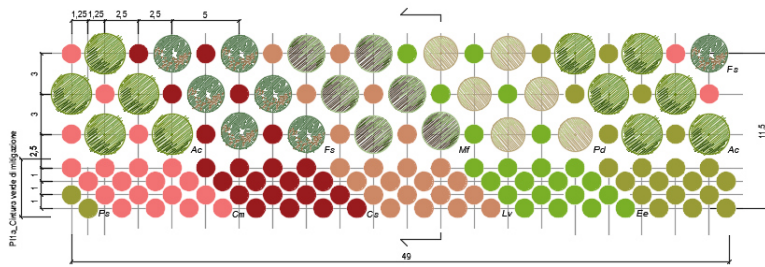 1,25 1,25 2,5 2,5 5
3
3
2,5
1
1
1
11,5
49
Fs
Ac Fs Mf Pd Ac
Ps Cm Cs Lv Ee
PI1a_Cintura verde di mitigazione